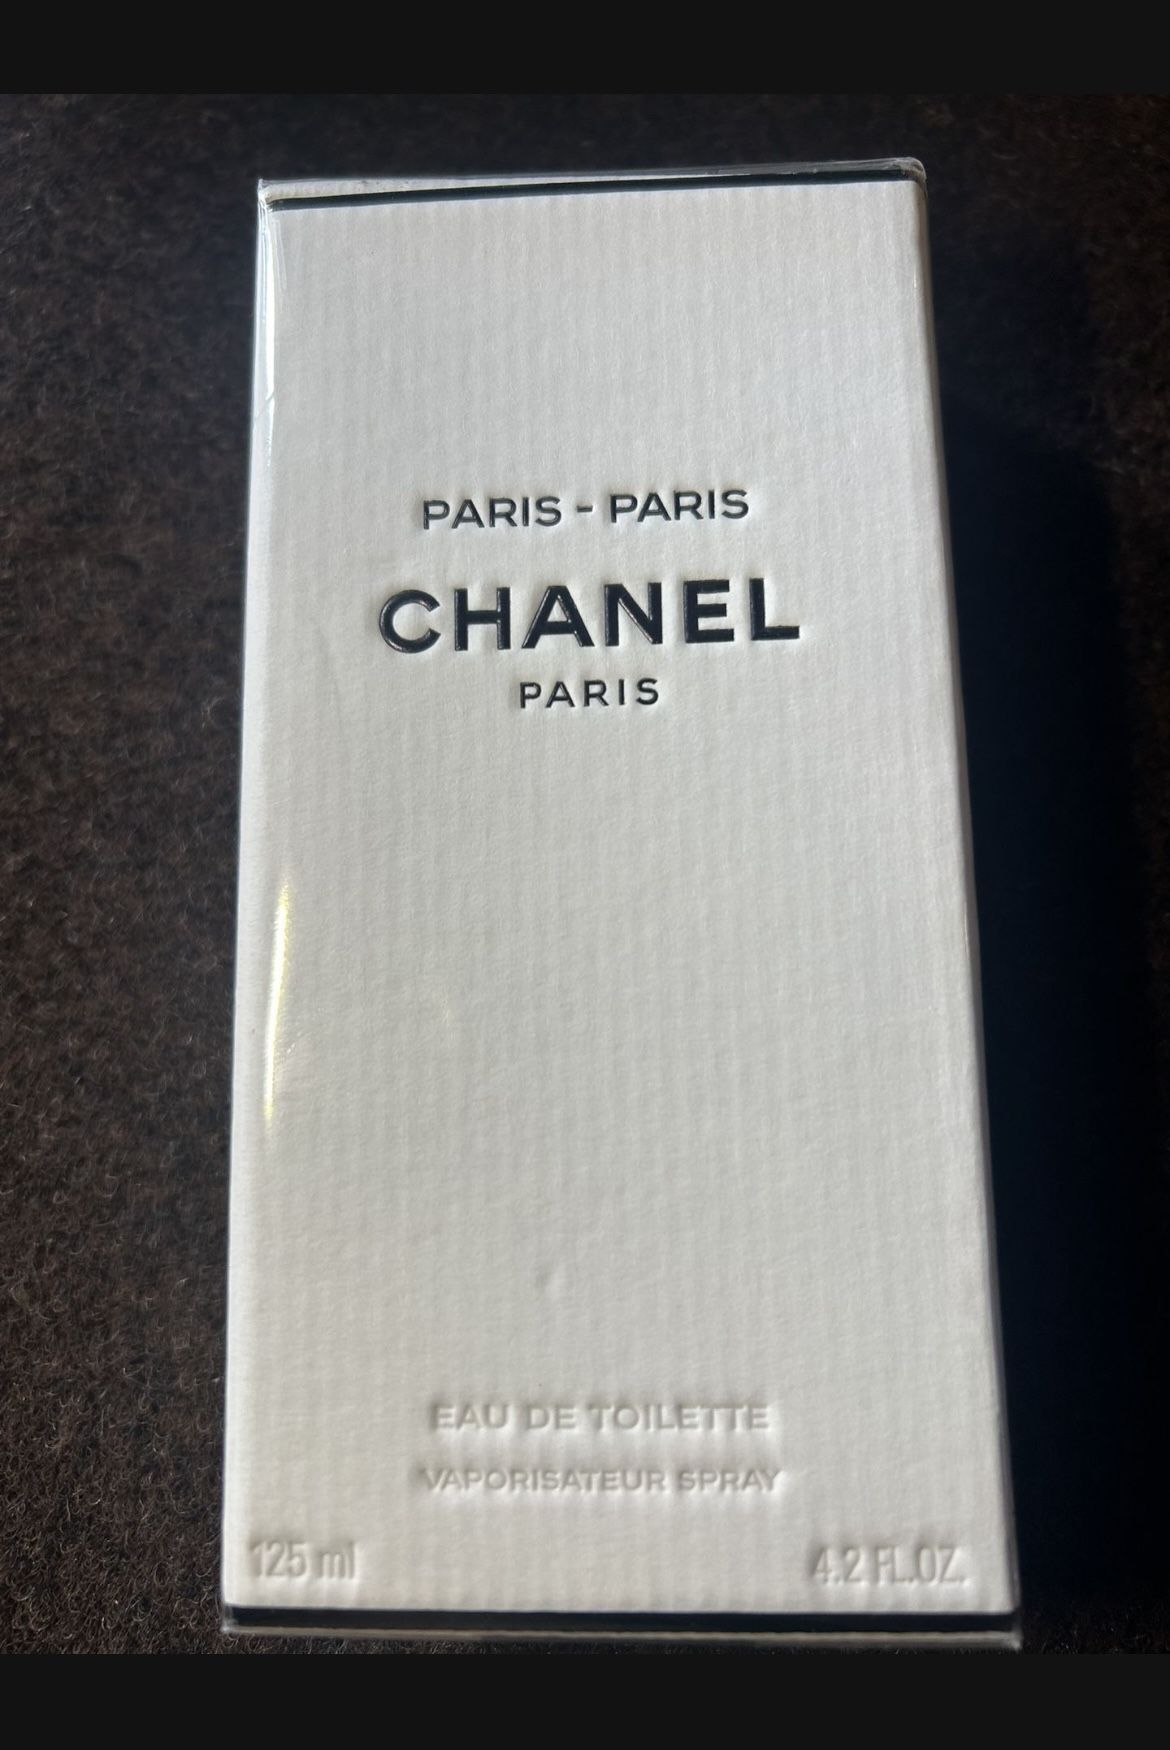 PARIS - PARIS
CHANEL
PARIS
EAU DE TOILETTE
VAPORISATEUR SPRAY
125 ml 4.2 FL.OZ.